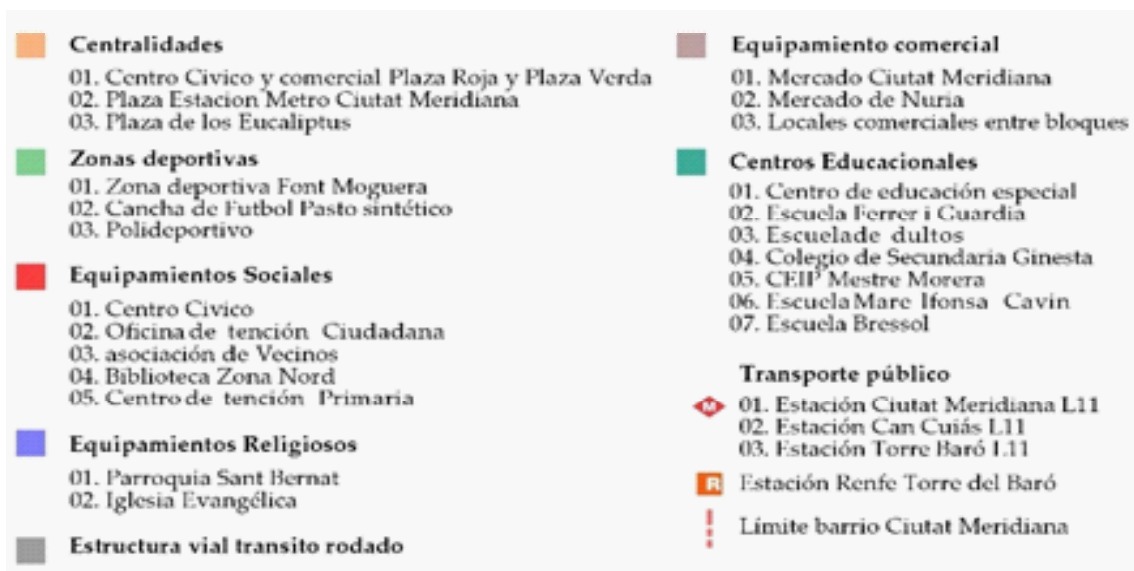 Centralidades
01. Centro Civico y comercial Plaza Roja y Plaza Verda
02. Plaza Estacion Metro Ciutat Meridiana
03. Plaza de los Eucaliptus
Zonas deportivas
01. Zona deportiva Font Moguera
02. Cancha de Futbol Pasto sintético
03. Polideportivo
Equipamientos Sociales
01. Centro Civico
02. Oficina de tención Ciudadana
03. asociación de Vecinos
04. Biblioteca Zona Nord
05. Centro de tención Primaria
Equipamientos Religiosos
01. Parroquia Sant Bernat
02. Iglesia Evangélica
Estructura vial transito rodado
Equipamiento comercial
01. Mercado Ciutat Meridiana
02. Mercado de Nuria
03. Locales comerciales entre bloques
Centros Educacionales
01. Centro de educación especial
02. Escuela Ferrer i Guardia
03. Escuelade dultos
04. Colegio de Secundaria Ginesta
05. CEIP Mestre Morera
06. Escuela Mare lfonsa Cavin
07. Escuela Bressol
Transporte público
M 01. Estación Ciutat Meridiana L11
02. Estación Can Cuiás L11
03. Estación Torre Baró L11
R Estación Renfe Torre del Baró
Límite barrio Ciutat Meridiana